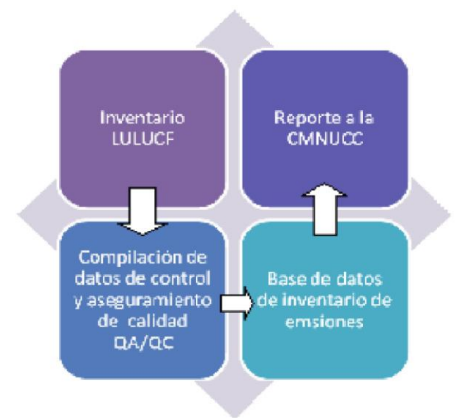 Inventario
LULUCF
Reporte a la
CMNUCC
Compilación de
datos de control
y aseguramiento
de calidad
QA/QC
Base de datos
de inventario de
emsiones